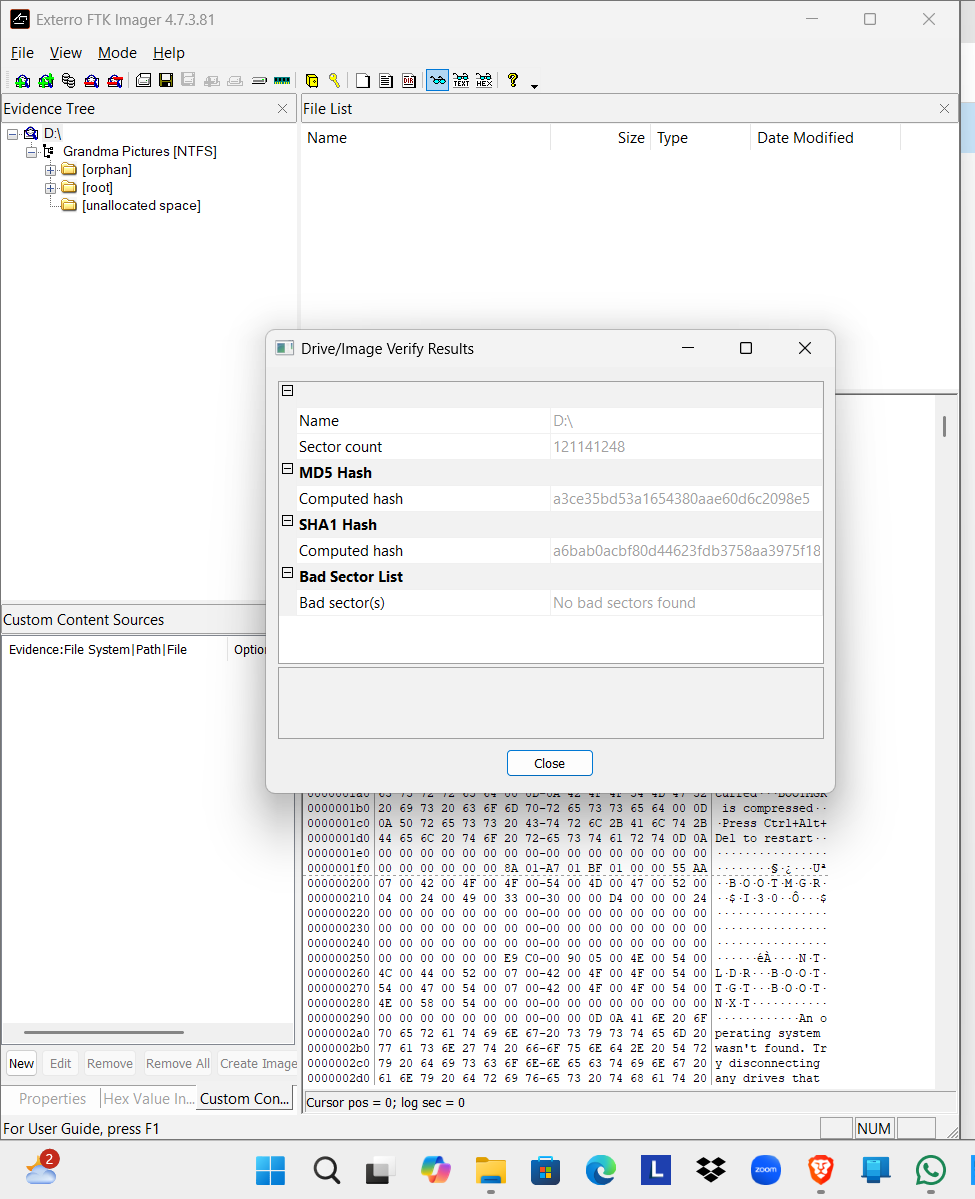 Exterro FTK Imager 4.7.3.81
File View Mode Help
Evidence Tree
File List
D:\
Grandma Pictures [NTFS]
[orphan]
[root]
[unallocated space]
Name Size Type Date Modified
Drive/Image Verify Results
Name D:\
Sector count 121141248
MD5 Hash
Computed hash a3ce35bd53a1654380aae60d6c2098e5
SHA1 Hash
Computed hash a6bab0acbf80d44623fdb3758aa3975f18
Bad Sector List
Bad sector(s) No bad sectors found
Close
Custom Content Sources
Evidence:File System|Path|File Optio
New Edit Remove Remove All Create Image
Properties Hex Value In... Custom Con...
0000001b0 20 69 73 20 63 6F 6D 70-72 65 73 73 65 64 00 0D is compressed··
0000001c0 0A 50 72 65 73 73 20 43-74 72 6C 2B 41 6C 74 2B ·Press Ctrl+Alt+
0000001d0 44 65 6C 20 74 6F 20 72-65 73 74 61 72 74 0D 0A Del to restart··
0000001e0 00 00 00 00 00 00 00 00-00 00 00 00 00 00 00 00 ················
0000001f0 00 00 00 00 00 00 8A 01-A7 01 BF 01 00 00 55 AA ········§·¿···Uª
000000200 07 00 42 00 4F 00 4F 00-54 00 4D 00 47 00 52 00 ··B·O·O·T·M·G·R·
000000210 04 00 24 00 49 00 33 00-30 00 00 D4 00 00 00 24 ··$·I·3·0··Ô···$
000000220 00 00 00 00 00 00 00 00-00 00 00 00 00 00 00 00 ················
000000230 00 00 00 00 00 00 00 00-00 00 00 00 00 00 00 00 ················
000000240 00 00 00 00 00 00 00 00-00 00 00 00 00 00 00 00 ················
000000250 00 00 00 00 00 00 E9 C0-00 90 05 00 4E 00 54 00 ······éÀ····N·T·
000000260 4C 00 44 00 52 00 07 00-42 00 4F 00 4F 00 54 00 L·D·R···B·O·O·T·
000000270 54 00 47 00 54 00 07 00-42 00 4F 00 4F 00 54 00 T·G·T···B·O·O·T·
000000280 4E 00 58 00 54 00 00 00-00 00 00 00 00 00 00 00 N·X·T···········
000000290 00 00 00 00 00 00 00 00-00 00 0D 0A 41 6E 20 6F ············An o
0000002a0 70 65 72 61 74 69 6E 67-20 73 79 73 74 65 6D 20 perating system
0000002b0 77 61 73 6E 27 74 20 66-6F 75 6E 64 2E 20 54 72 wasn't found. Tr
0000002c0 79 20 64 69 73 63 6F 6E-6E 65 63 74 69 6E 67 20 y disconnecting
0000002d0 61 6E 79 20 64 72 69 76-65 73 20 74 68 61 74 20 any drives that
Cursor pos = 0; log sec = 0
For User Guide, press F1 NUM
2
L
zoom